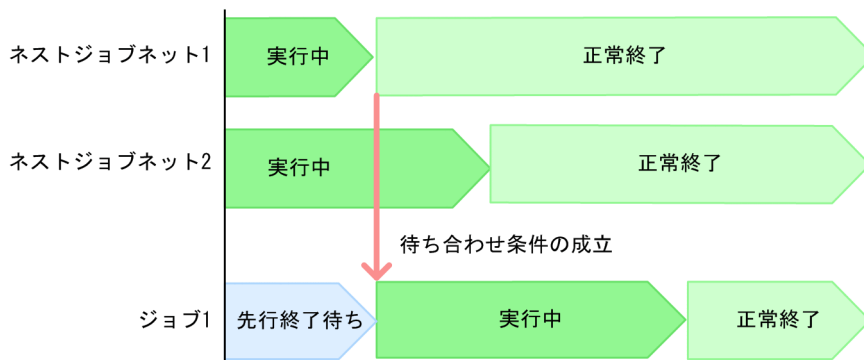 ネストジョブネット1
実行中
正常終了
ネストジョブネット2
実行中
正常終了
待ち合わせ条件の成立
ジョブ1
先行終了待ち
実行中
正常終了